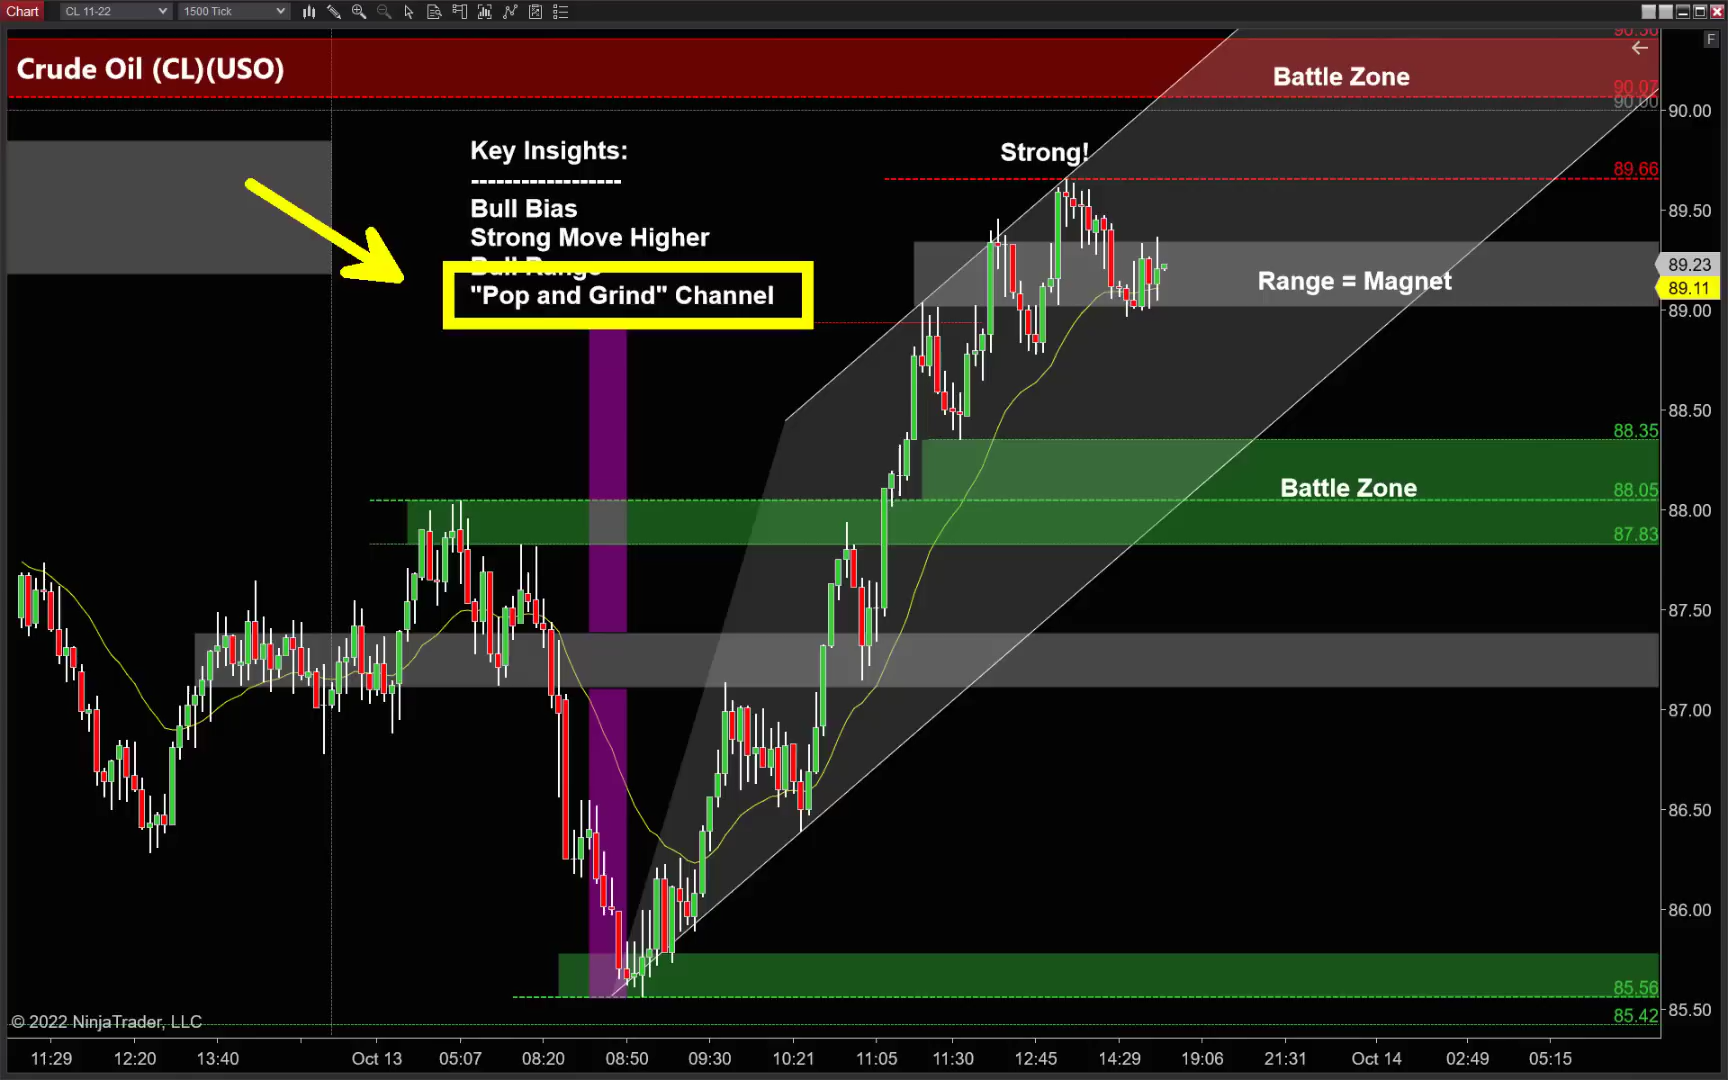 Chart
CL 11-22
1500 Tick
F
Crude Oil (CL)(USO)
Battle Zone
90.07
90.00
90.00
Key Insights:
------------------
Bull Bias
Strong Move Higher
Bull Range
"Pop and Grind" Channel
Strong!
89.66
89.50
89.23
Range = Magnet
89.11
89.00
88.50
88.35
Battle Zone
88.05
88.00
87.83
87.50
87.00
86.50
86.00
85.56
85.50
85.42
© 2022 NinjaTrader, LLC
11:29 12:20 13:40 Oct 13 05:07 08:20 08:50 09:30 10:21 11:05 11:30 12:45 14:29 19:06 21:31 Oct 14 02:49 05:15